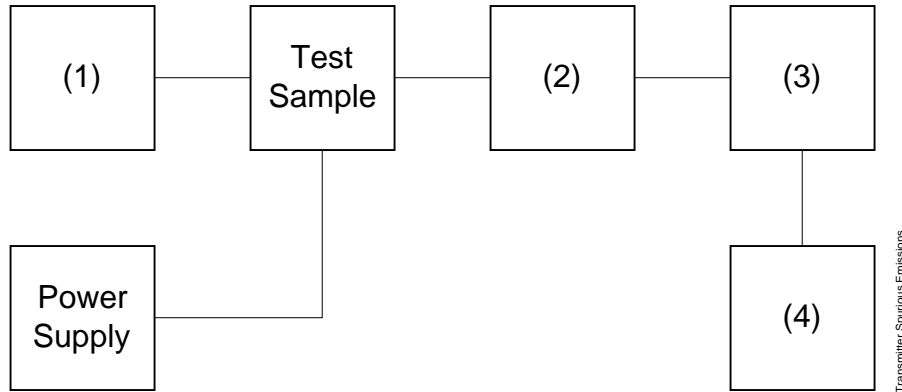 (1)
Test
Sample
(2)
(3)
Power
Supply
(4)
Transmitter Spurious Emissions